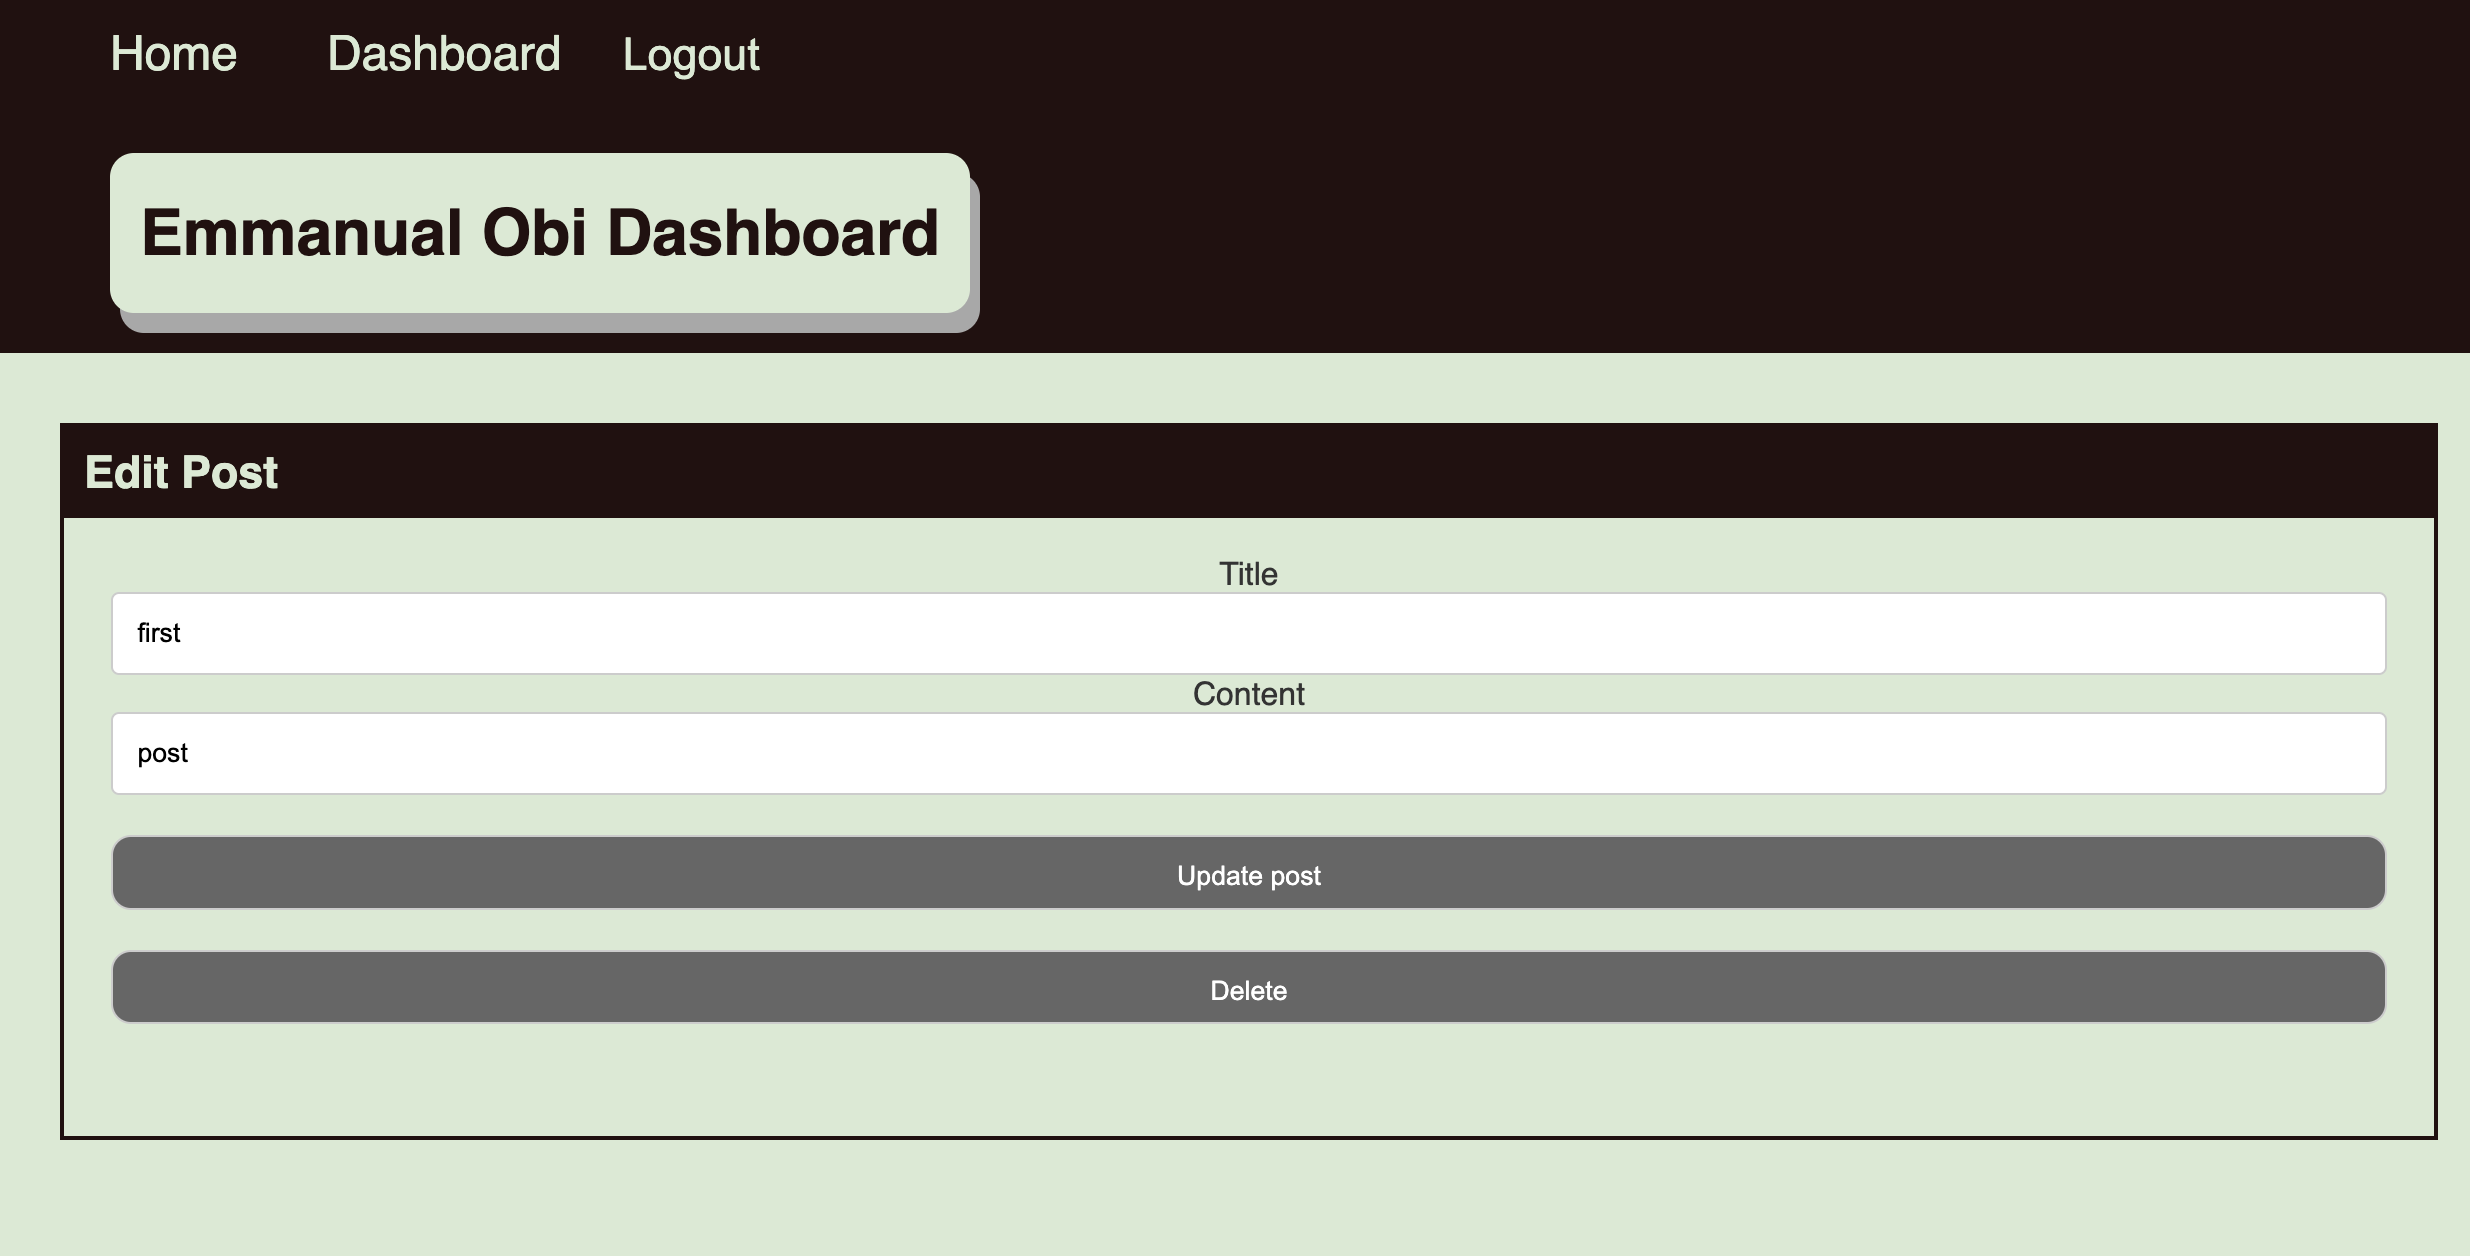 Home Dashboard Logout
Emmanual Obi Dashboard
Edit Post
Title
first
Content
post
Update post
Delete